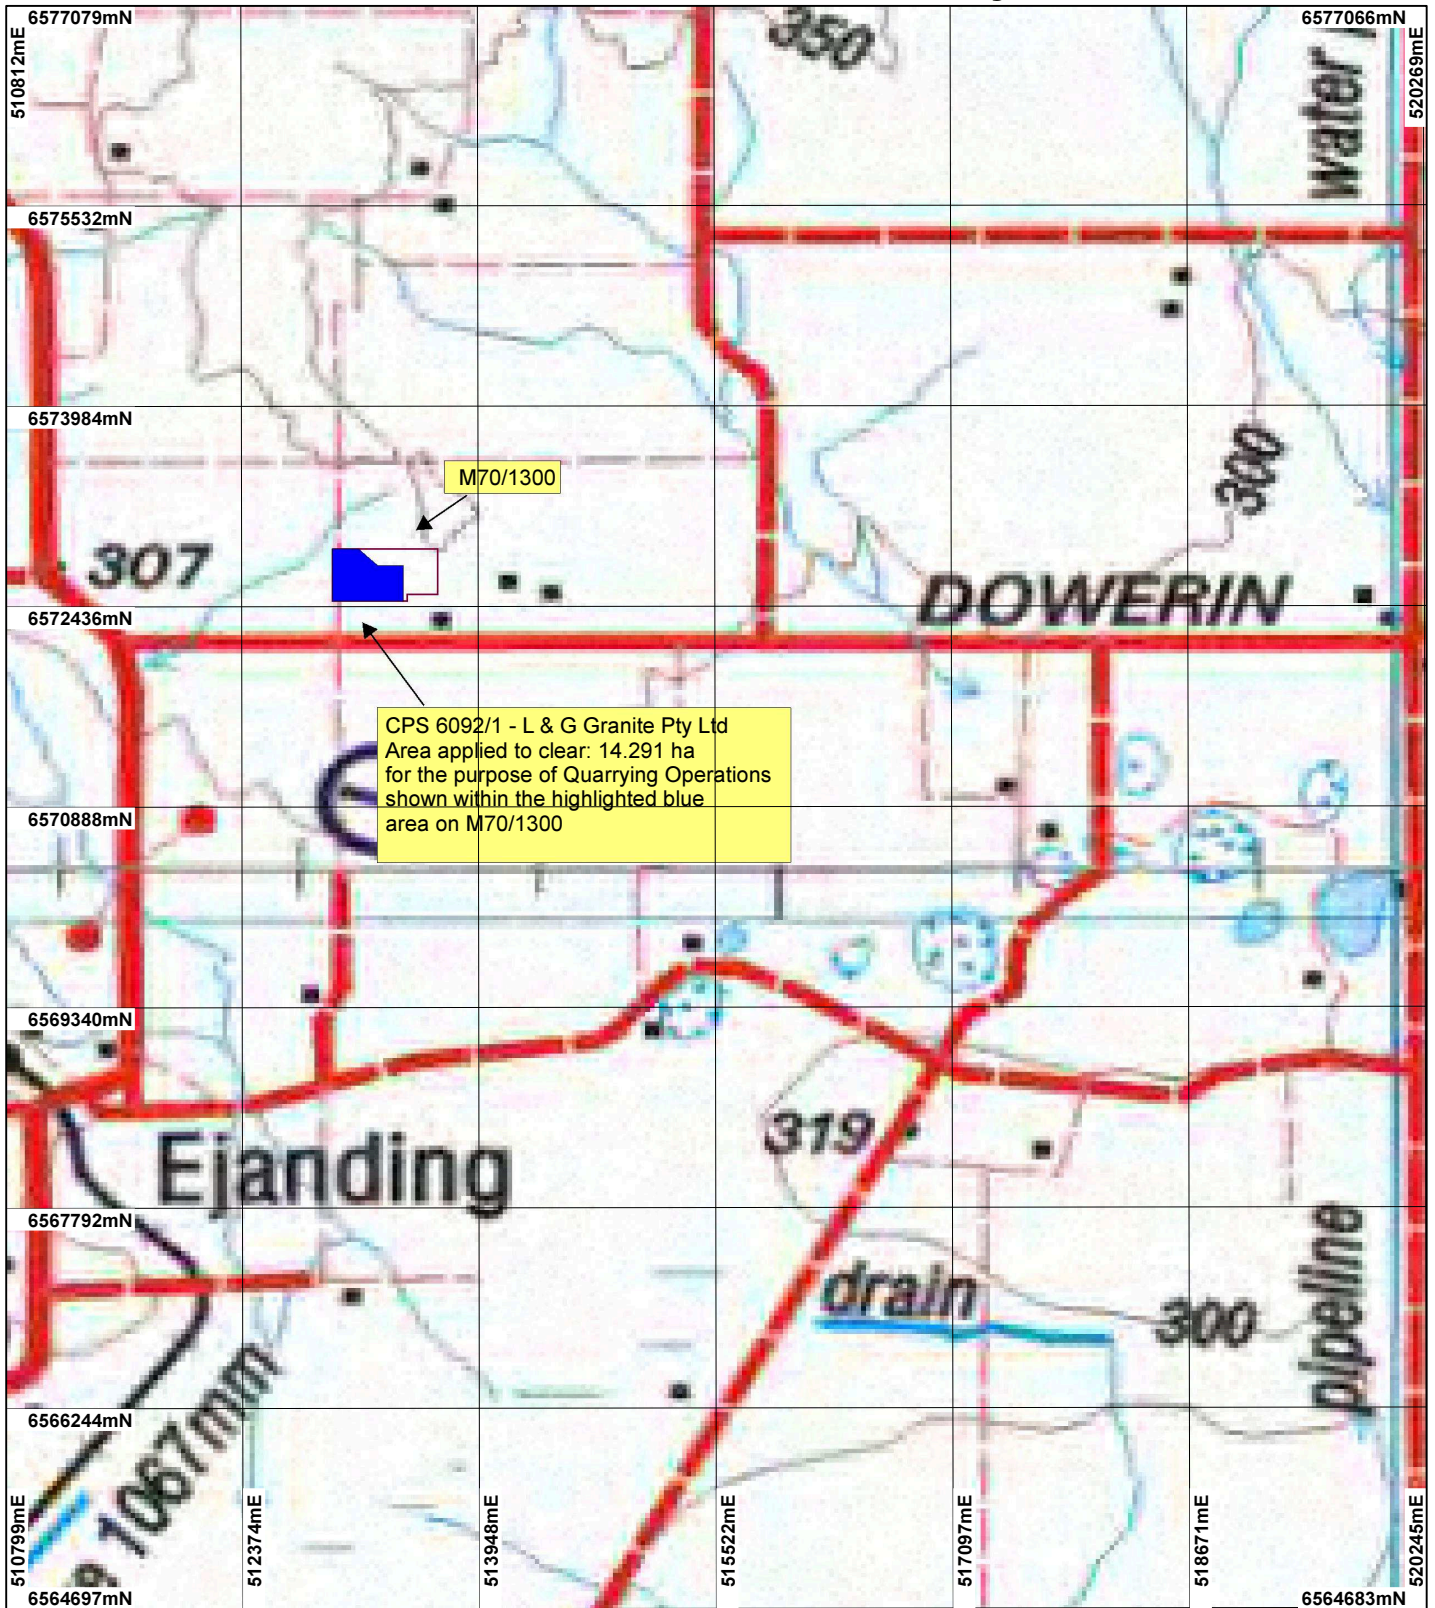 6577079mN
6577066mN
510812mE
520269mE
350
water
6575532mN
6573984mN
M70/1300
300
307
DOWERIN
6572436mN
CPS 6092/1 - L & G Granite Pty Ltd
Area applied to clear: 14.291 ha
for the purpose of Quarrying Operations
shown within the highlighted blue
area on M70/1300
6570888mN
6569340mN
319
Ejanding
6567792mN
drain
300
pipeline
6566244mN
1067mm
510799mE
512374mE
513948mE
515522mE
517097mE
518671mE
520245mE
6564697mN
6564683mN